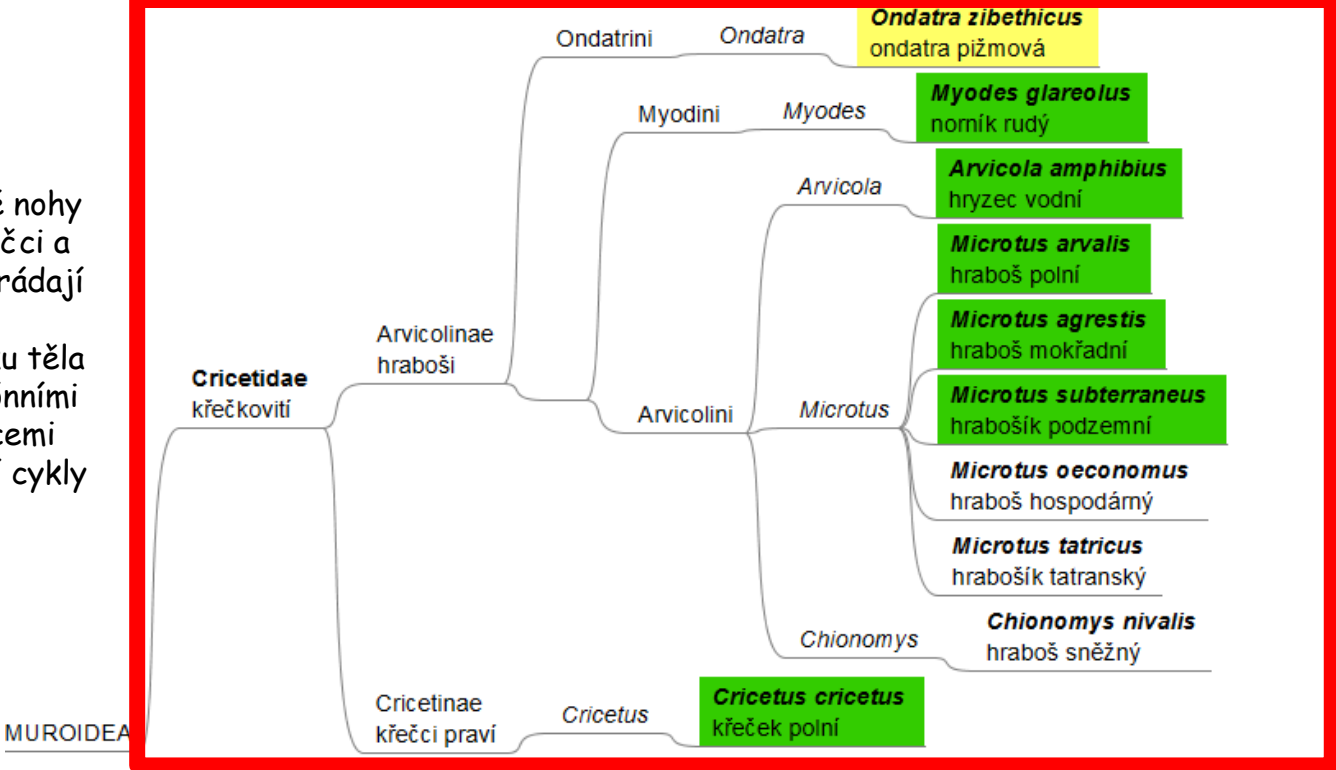 é nohy
čci a
rádají
u těla
ónními
cemi
í cykly
MUROIDEA
Cricetidae
křečkovití
Arvicolinae
hraboši
Ondatrini
Ondatra
Ondatra zibethicus
ondatra pižmová
Myodini
Myodes
Myodes glareolus
norník rudý
Arvicolini
Arvicola
Arvicola amphibius
hryzec vodní
Microtus
Microtus arvalis
hraboš polní
Microtus agrestis
hraboš mokřadní
Microtus subterraneus
hrabošík podzemní
Microtus oeconomus
hraboš hospodárný
Microtus tatricus
hrabošík tatranský
Chionomys
Chionomys nivalis
hraboš sněžný
Cricetinae
křečci praví
Cricetus
Cricetus cricetus
křeček polní